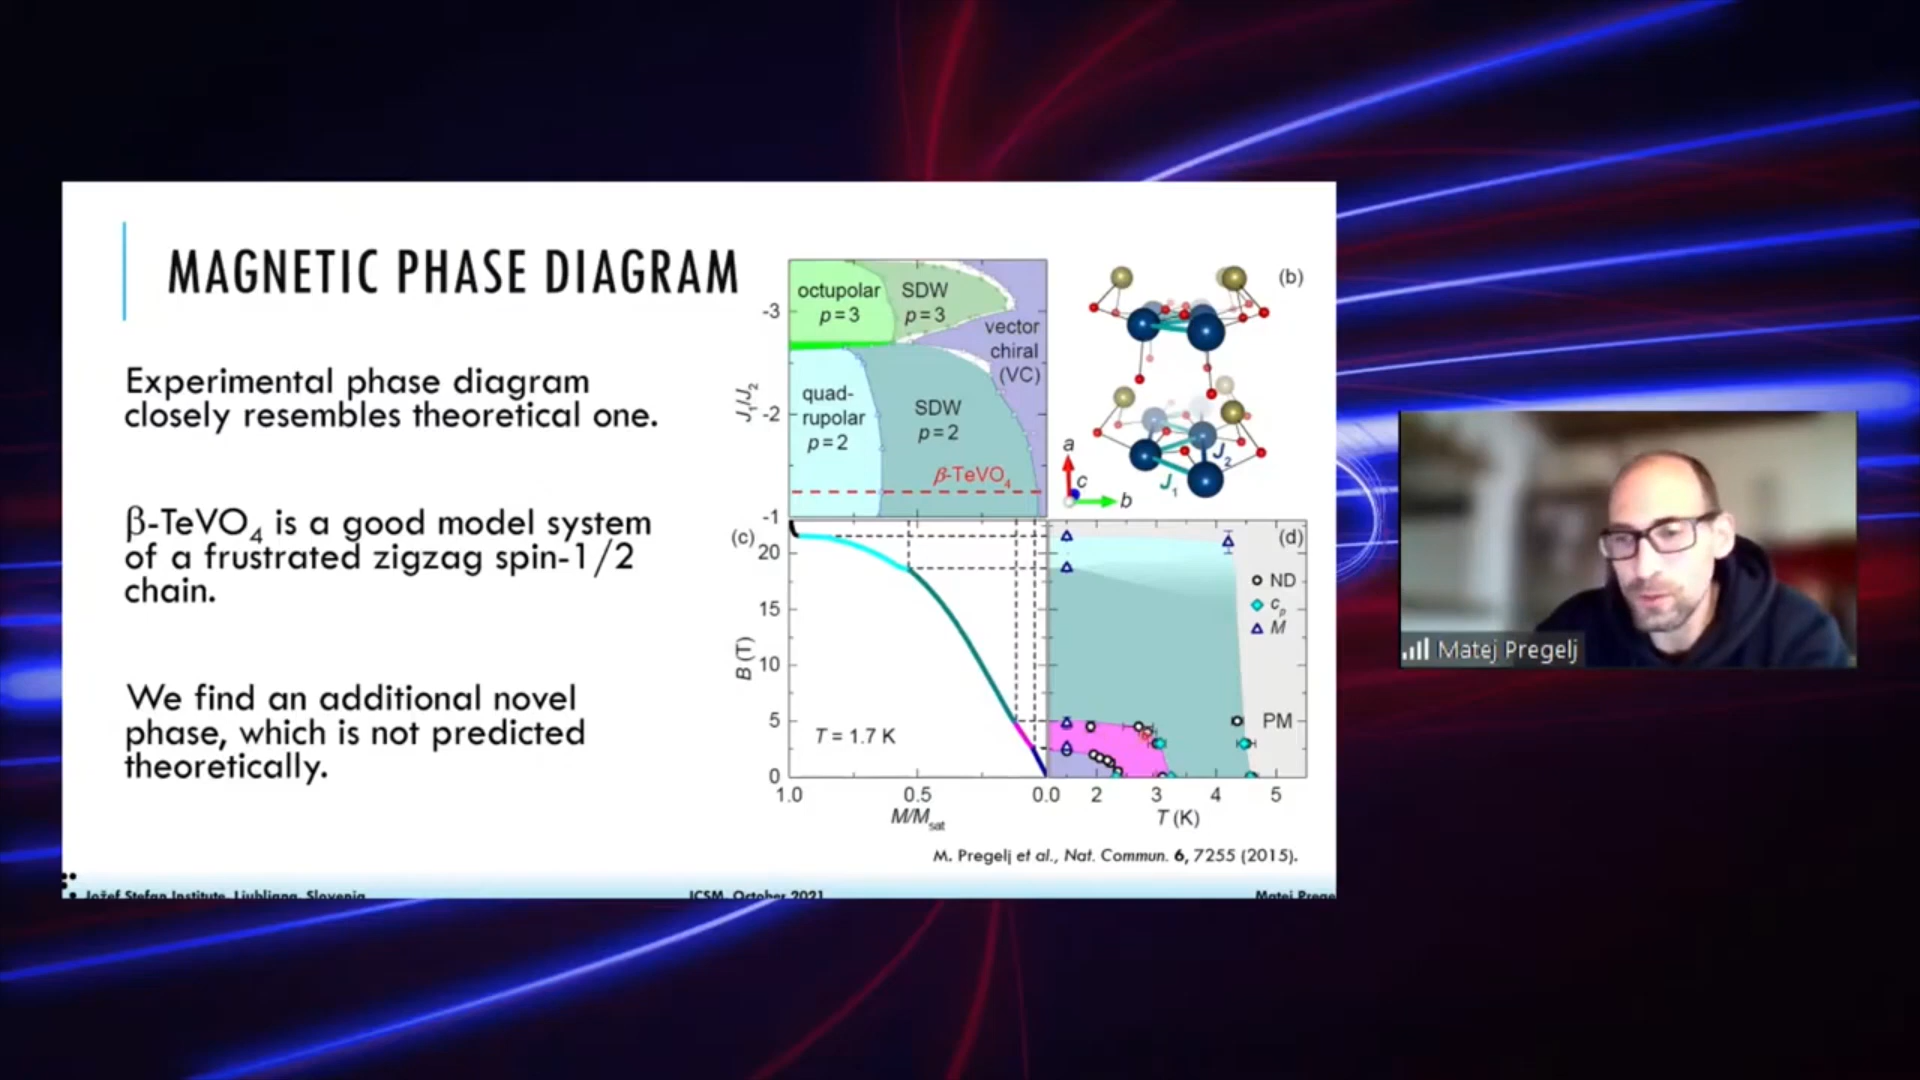 MAGNETIC PHASE DIAGRAM
Experimental phase diagram
closely resembles theoretical one.
β-TeVO4 is a good model system
of a frustrated zigzag spin-1/2
chain.
We find an additional novel
phase, which is not predicted
theoretically.
octupolar
p=3
SDW
p=3
vector
chiral
(VC)
quad-
rupolar
p=2
SDW
p=2
β-TeVO4
-3
-2
-1
J1/J2
(b)
a
c
b
J1
J2
(c)
20
15
10
5
0
B (T)
T = 1.7 K
1.0
0.5
0.0
M/Msat
(d)
ND
cp
M
PM
2
3
4
5
T (K)
M. Pregelj et al., Nat. Commun. 6, 7255 (2015).
Jožef Stefan Institute, Ljubljana, Slovenia
ICSM, October 2021
Matej Prege
Matej Pregelj